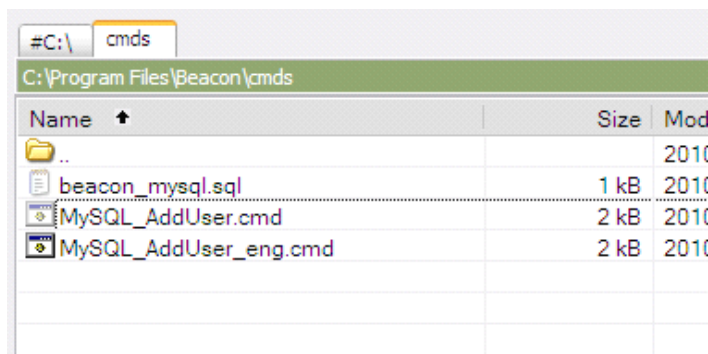 #C:\ cmds
C:\Program Files\Beacon\cmds
Name Size Mod
.. 2010
beacon_mysql.sql 1 kB 2010
MySQL_AddUser.cmd 2 kB 2010
MySQL_AddUser_eng.cmd 2 kB 2010